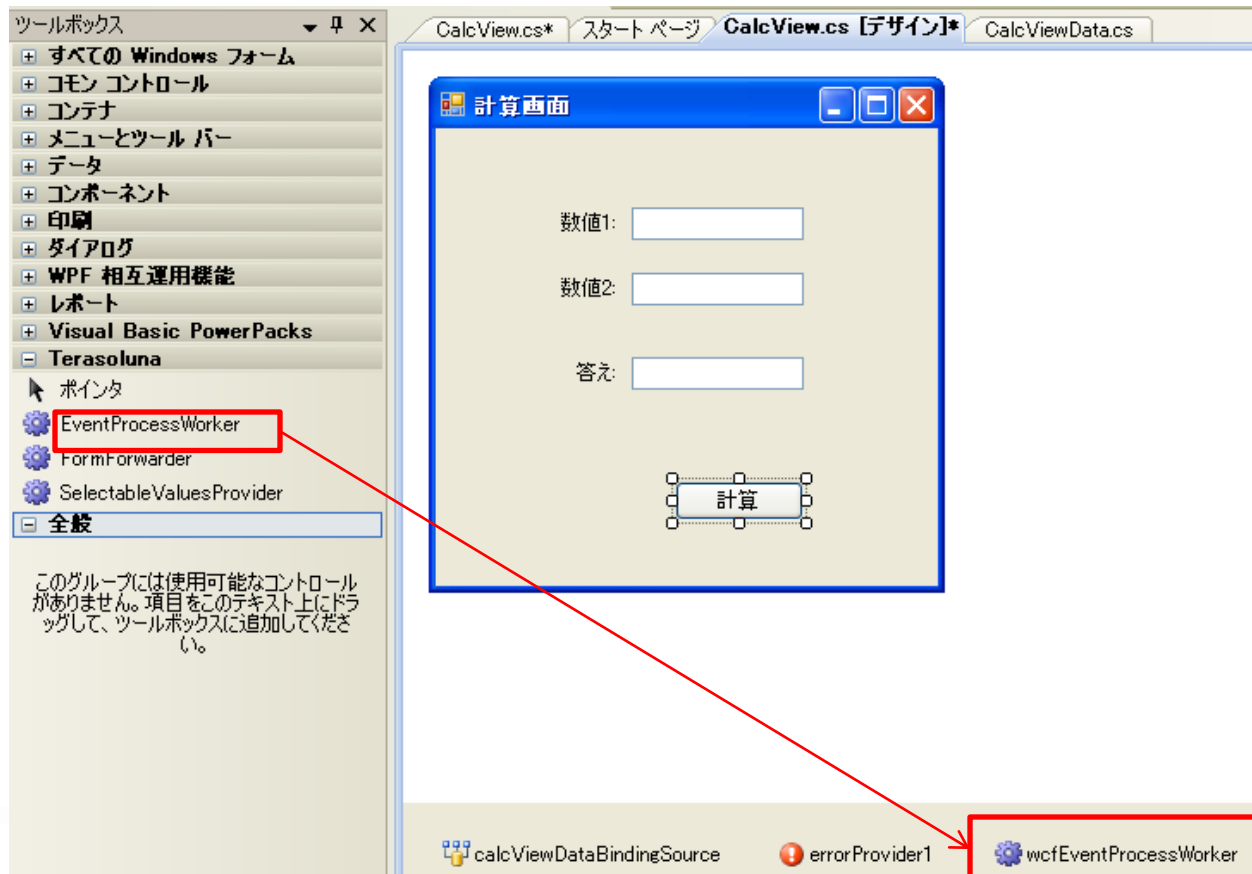 ツールボックス
すべての Windows フォーム
コモン コントロール
コンテナ
メニューとツール バー
データ
コンポーネント
印刷
ダイアログ
WPF 相互運用機能
レポート
Visual Basic PowerPacks
Terasoluna
ポインタ
EventProcessWorker
FormForwarder
SelectableValuesProvider
全般
このグループには使用可能なコントロール
がありません。項目をこのテキスト上にドラ
ッグして、ツールボックスに追加してくださ
い。
CalcView.cs* スタート ページ CalcView.cs [デザイン]* CalcViewData.cs
計算画面
数値1:
数値2:
答え:
計算
calcViewDataBindingSource errorProvider1 wcfEventProcessWorker